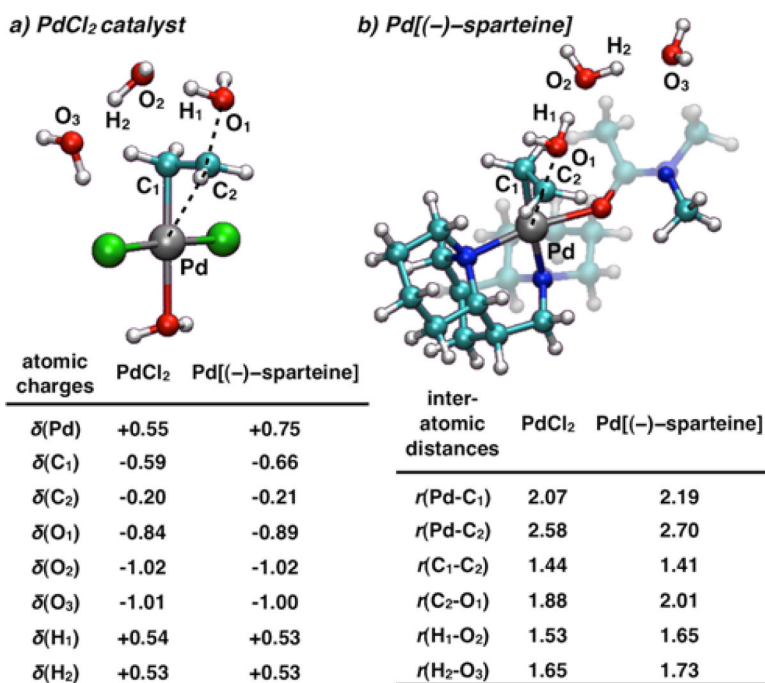 a) PdCl₂ catalyst
O₃
H₂
O₂
H₁
O₁
C₁
C₂
Pd
b) Pd[(–)–sparteine]
H₂
O₂
O₃
H₁
O₁
C₁
C₂
Pd
atomic
charges PdCl₂ Pd[(–)–sparteine]
δ(Pd) +0.55 +0.75
δ(C₁) -0.59 -0.66
δ(C₂) -0.20 -0.21
δ(O₁) -0.84 -0.89
δ(O₂) -1.02 -1.02
δ(O₃) -1.01 -1.00
δ(H₁) +0.54 +0.53
δ(H₂) +0.53 +0.53
inter-
atomic PdCl₂ Pd[(–)–sparteine]
distances
r(Pd-C₁) 2.07 2.19
r(Pd-C₂) 2.58 2.70
r(C₁-C₂) 1.44 1.41
r(C₂-O₁) 1.88 2.01
r(H₁-O₂) 1.53 1.65
r(H₂-O₃) 1.65 1.73